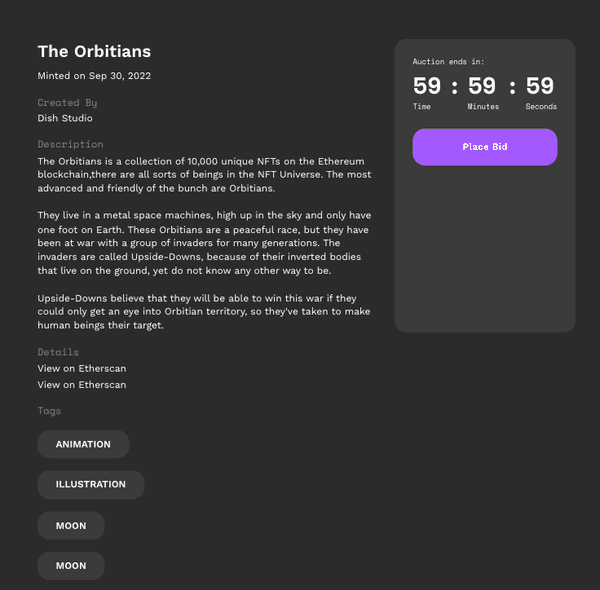 The Orbitians
Minted on Sep 30, 2022
Created By
Dish Studio
Description
The Orbitians is a collection of 10,000 unique NFTs on the Ethereum
blockchain,there are all sorts of beings in the NFT Universe. The most
advanced and friendly of the bunch are Orbitians.
They live in a metal space machines, high up in the sky and only have
one foot on Earth. These Orbitians are a peaceful race, but they have
been at war with a group of invaders for many generations. The
invaders are called Upside-Downs, because of their inverted bodies
that live on the ground, yet do not know any other way to be.
Upside-Downs believe that they will be able to win this war if they
could only get an eye into Orbitian territory, so they've taken to make
human beings their target.
Details
View on Etherscan
View on Etherscan
Tags
ANIMATION
ILLUSTRATION
MOON
MOON
Auction ends in:
59 : 59 : 59
Time Minutes Seconds
Place Bid